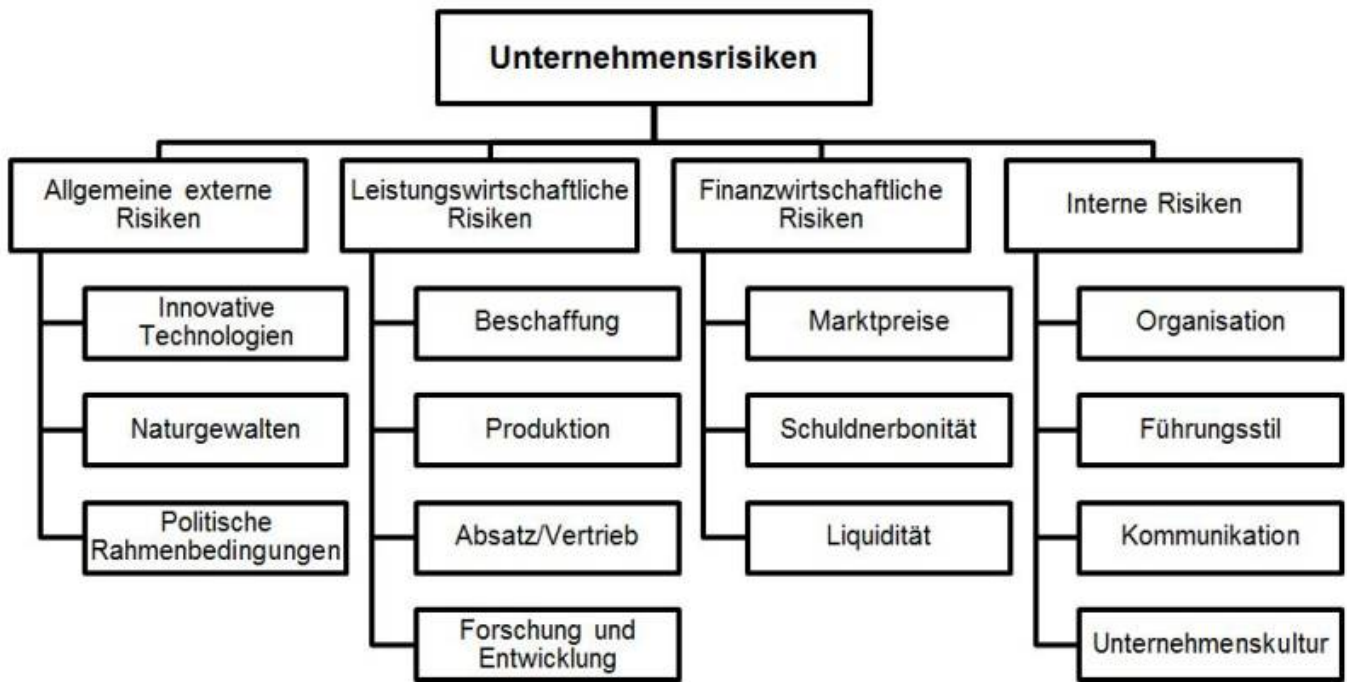 Unternehmensrisiken
Allgemeine externe
Risiken
Leistungswirtschaftliche
Risiken
Finanzwirtschaftliche
Risiken
Interne Risiken
Innovative
Technologien
Beschaffung
Marktpreise
Organisation
Naturgewalten
Produktion
Schuldnerbonität
Führungsstil
Politische
Rahmenbedingungen
Absatz/Vertrieb
Liquidität
Kommunikation
Forschung und
Entwicklung
Unternehmenskultur